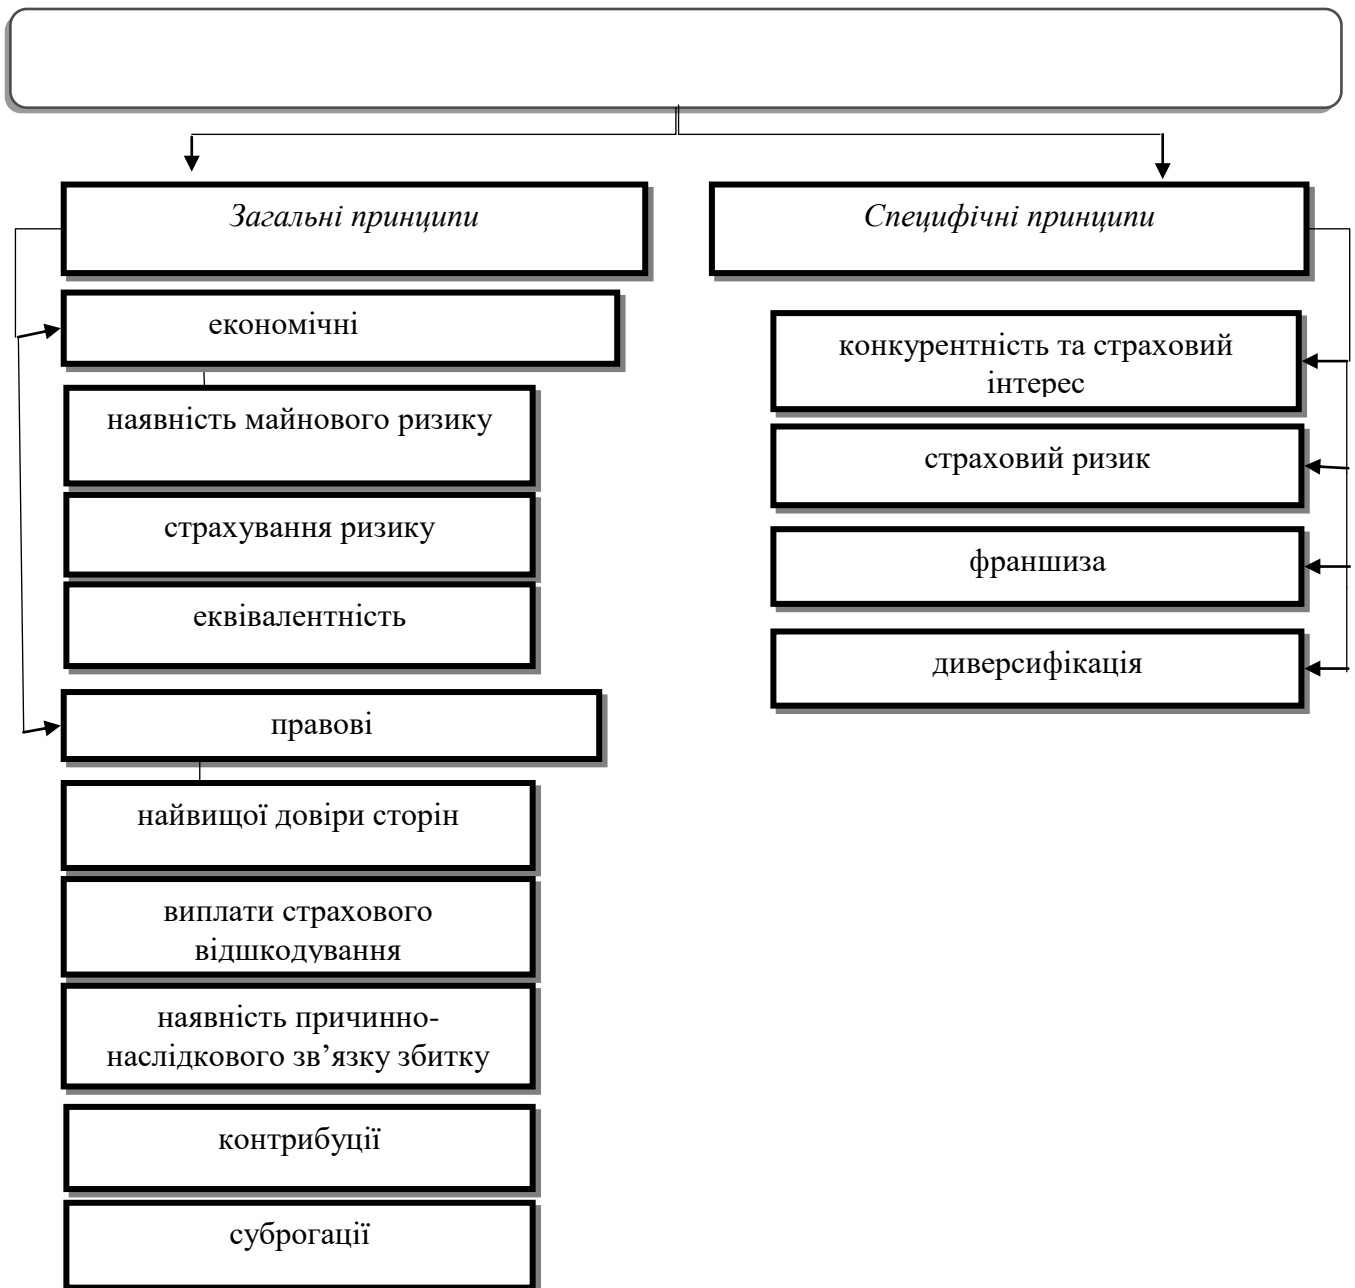 Загальні принципи
економічні
наявність майнового ризику
страхування ризику
еквівалентність
правові
найвищої довіри сторін
виплати страхового
відшкодування
наявність причинно-
наслідкового зв’язку збитку
контрибуції
суброгації
Специфічні принципи
конкурентність та страховий
інтерес
страховий ризик
франшиза
диверсифікація